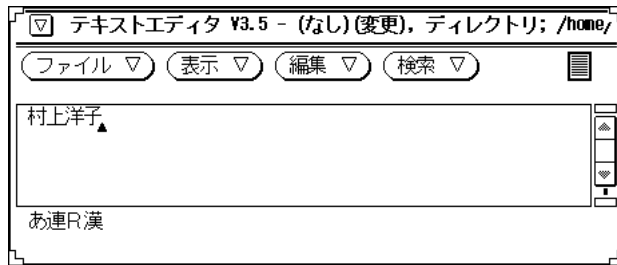 テキストエディタ V3.5 - (なし)(変更), ディレクトリ; /home/
ファイル ▽ 表示 ▽ 編集 ▽ 検索 ▽
村上洋子
あ連R漢